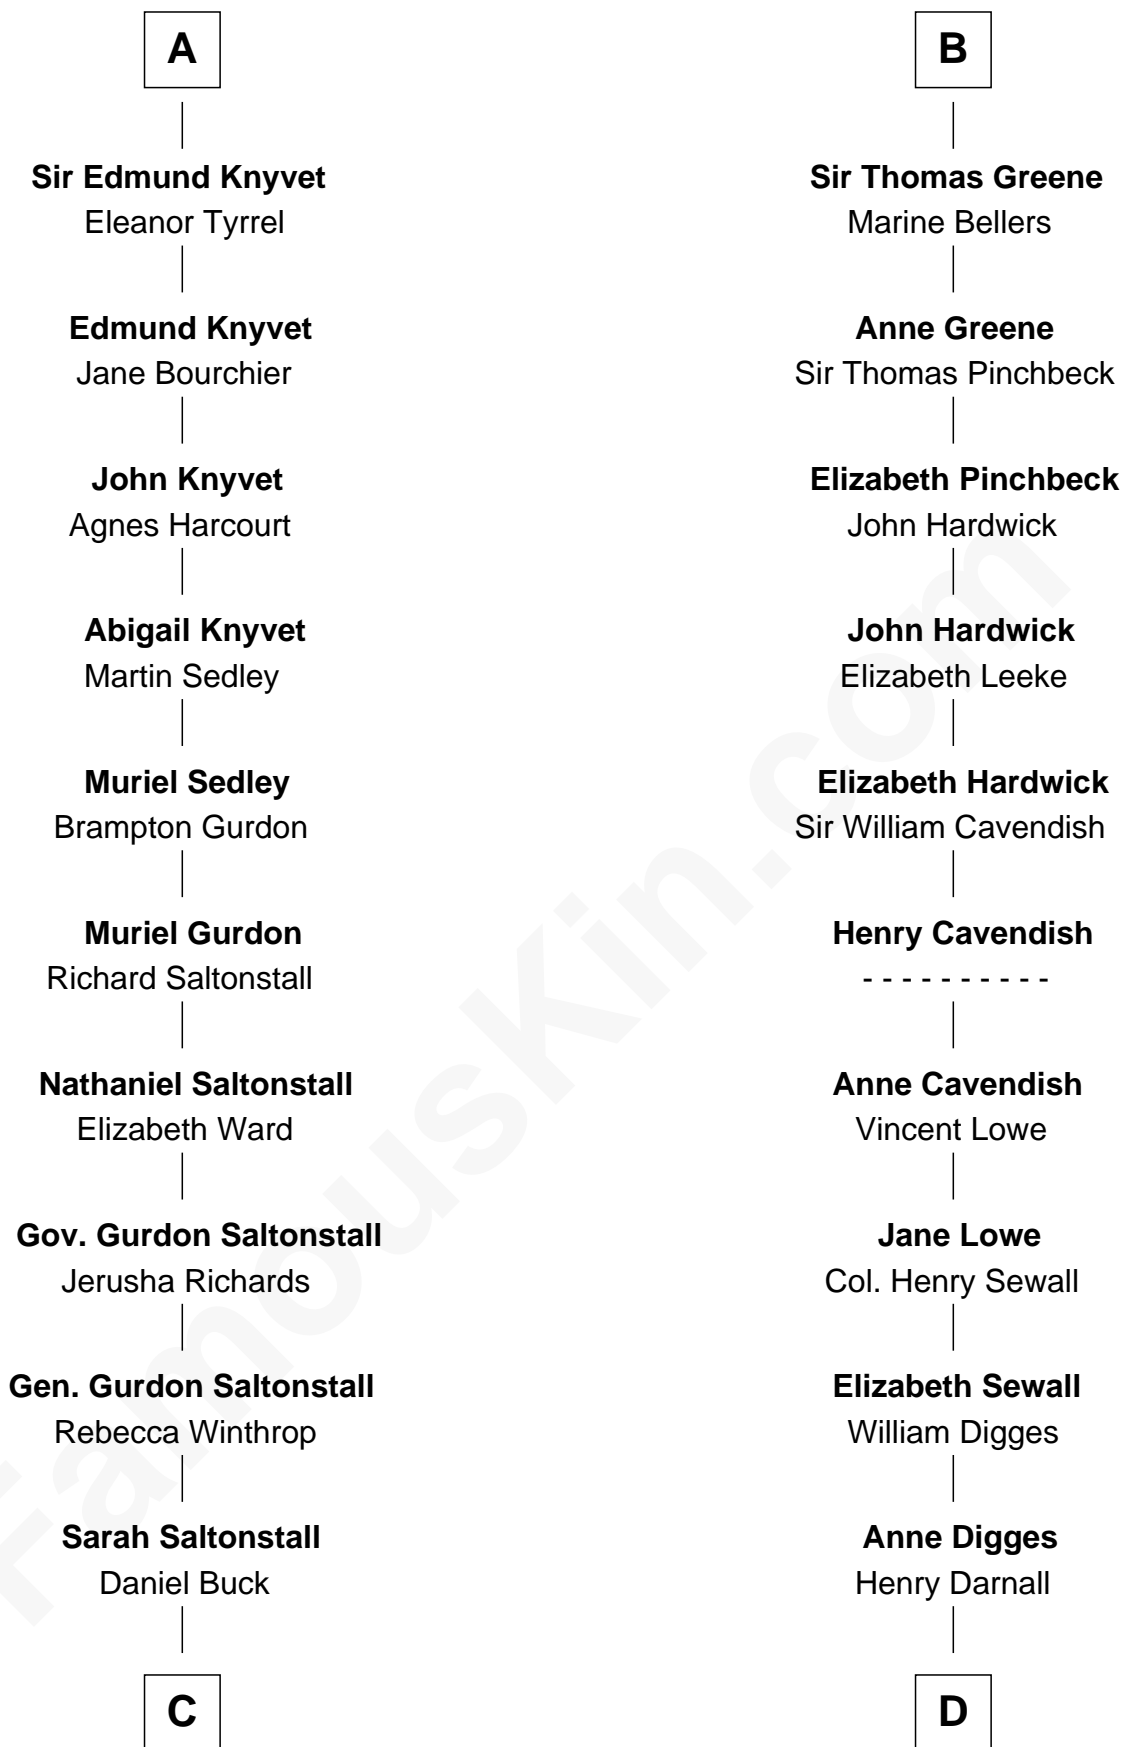 A
Sir Edmund Knyvet
Eleanor Tyrrel
Edmund Knyvet
Jane Bourchier
John Knyvet
Agnes Harcourt
Abigail Knyvet
Martin Sedley
Muriel Sedley
Brampton Gurdon
Muriel Gurdon
Richard Saltonstall
Nathaniel Saltonstall
Elizabeth Ward
Gov. Gurdon Saltonstall
Jerusha Richards
Gen. Gurdon Saltonstall
Rebecca Winthrop
Sarah Saltonstall
Daniel Buck
C
B
Sir Thomas Greene
Marine Bellers
Anne Greene
Sir Thomas Pinchbeck
Elizabeth Pinchbeck
John Hardwick
John Hardwick
Elizabeth Leeke
Elizabeth Hardwick
Sir William Cavendish
Henry Cavendish
- - - - - - - - - -
Anne Cavendish
Vincent Lowe
Jane Lowe
Col. Henry Sewall
Elizabeth Sewall
William Digges
Anne Digges
Henry Darnall
D
FamousKin.com